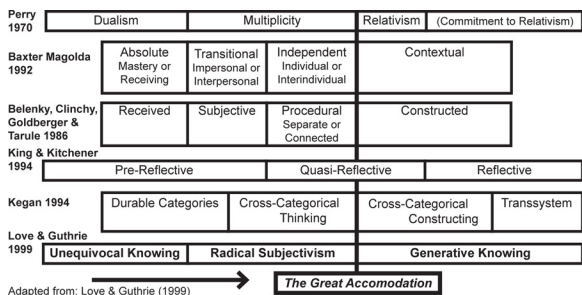 Perry
1970
Dualism
Multiplicity
Relativism
(Commitment to Relativism)
Baxter Magolda
1992
Absolute
Mastery or
Receiving
Transitional
Impersonal or
Interpersonal
Independent
Individual or
Interindividual
Contextual
Belenky, Clinchy,
Goldberger &
Tarule 1986
Received
Subjective
Procedural
Separate or
Connected
Constructed
King & Kitchener
1994
Pre-Reflective
Quasi-Reflective
Reflective
Kegan 1994
Durable Categories
Cross-Categorical
Thinking
Cross-Categorical
Constructing
Transsystem
Love & Guthrie
1999
Unequivocal Knowing
Radical Subjectivism
Generative Knowing
The Great Accomodation
Adapted from: Love & Guthrie (1999)